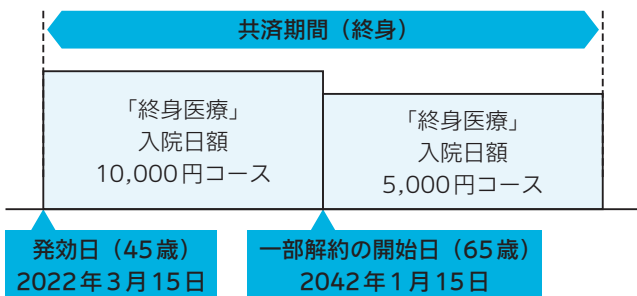 共済期間（終身）
「終身医療」
入院日額
10,000円コース
「終身医療」
入院日額
5,000円コース
発効日（45歳）
2022年3月15日
一部解約の開始日（65歳）
2042年1月15日